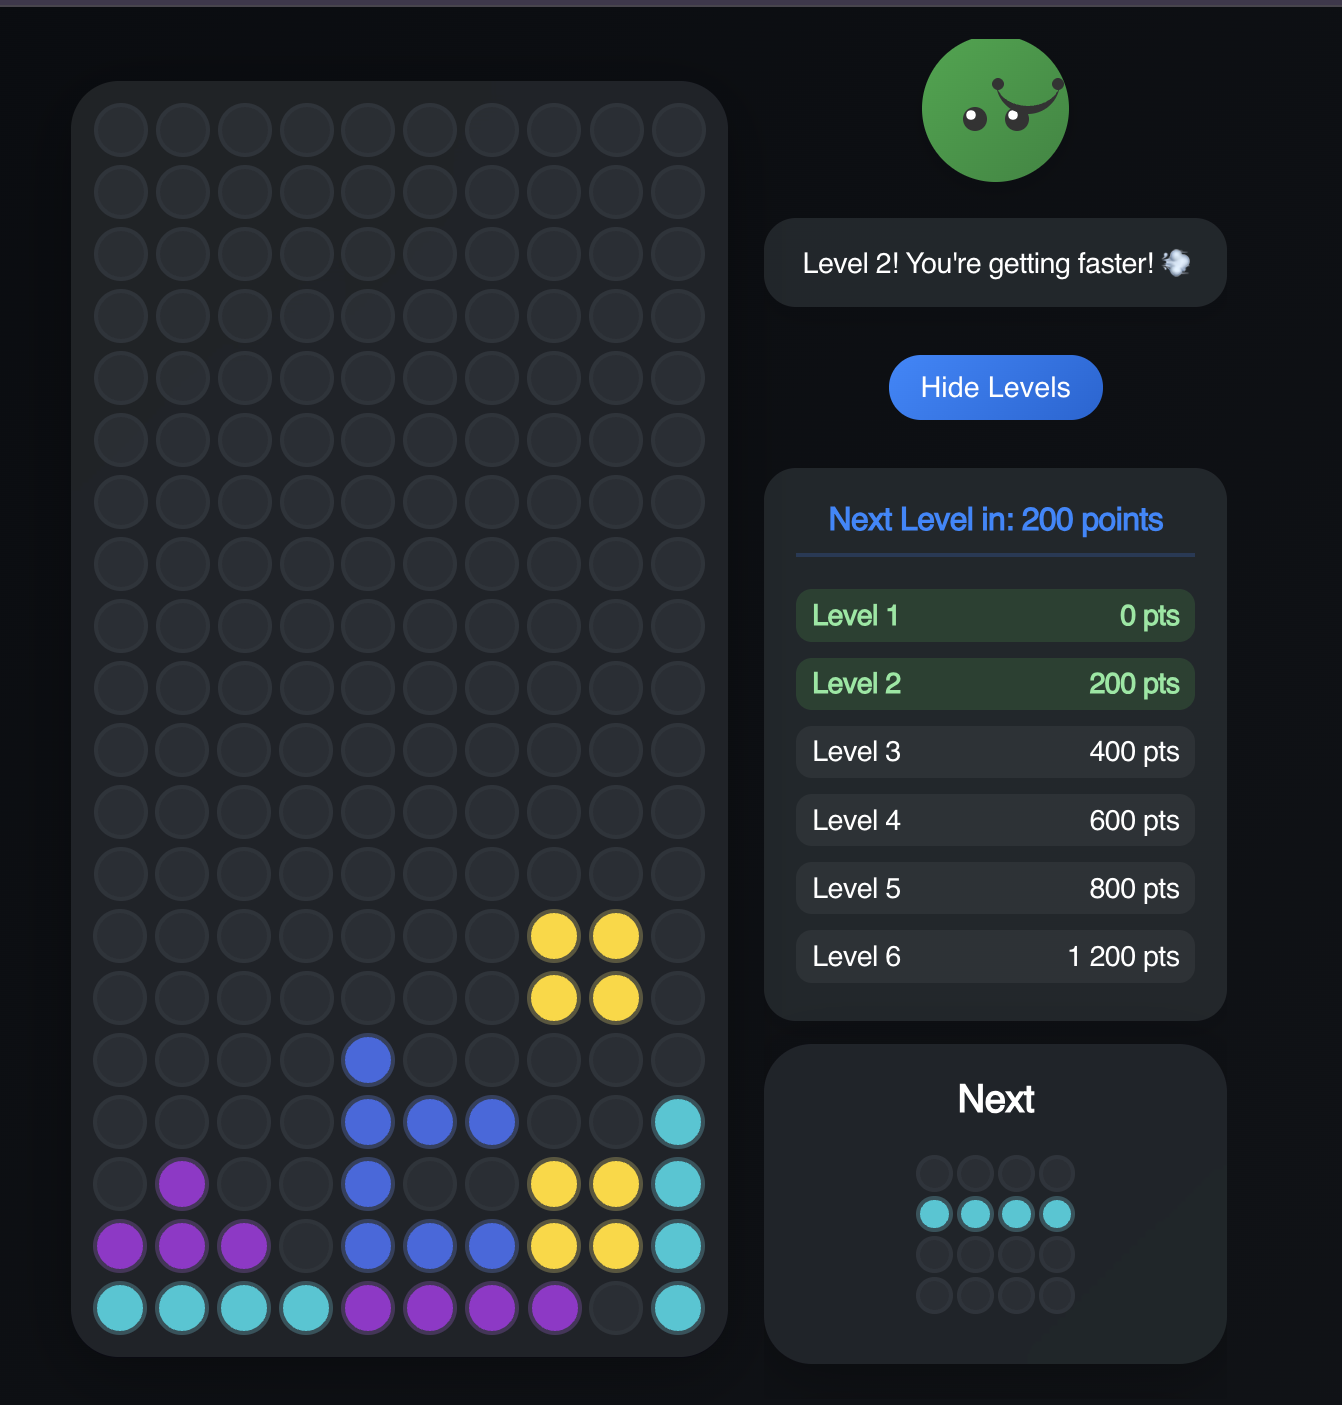 Level 2! You're getting faster! 💨
Hide Levels
Next Level in: 200 points
Level 1 0 pts
Level 2 200 pts
Level 3 400 pts
Level 4 600 pts
Level 5 800 pts
Level 6 1 200 pts
Next